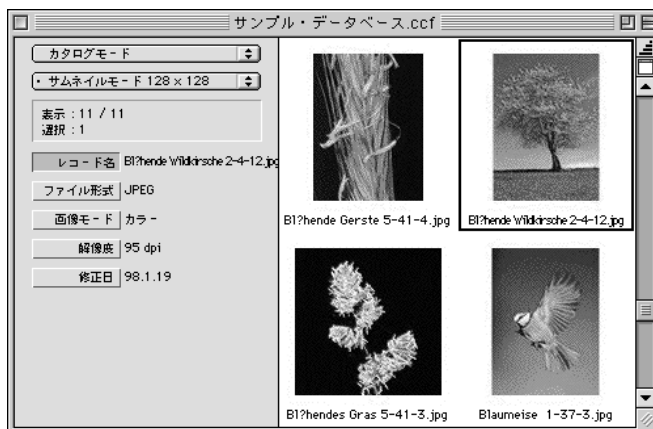 サンプル・データベース.ccf
カタログモード
・サムネイルモード 128×128
表示:11 / 11
選択:1
レコード名 Bl?hende Wildkirsche 2-4-12.jpg
ファイル形式 JPEG
画像モード カラー
解像度 95 dpi
修正日 98.1.19
Bl?hende Gerste 5-41-4.jpg
Bl?hende Wildkirsche 2-4-12.jpg
Bl?hendes Gras 5-41-3.jpg
Blaumeise 1-37-3.jpg